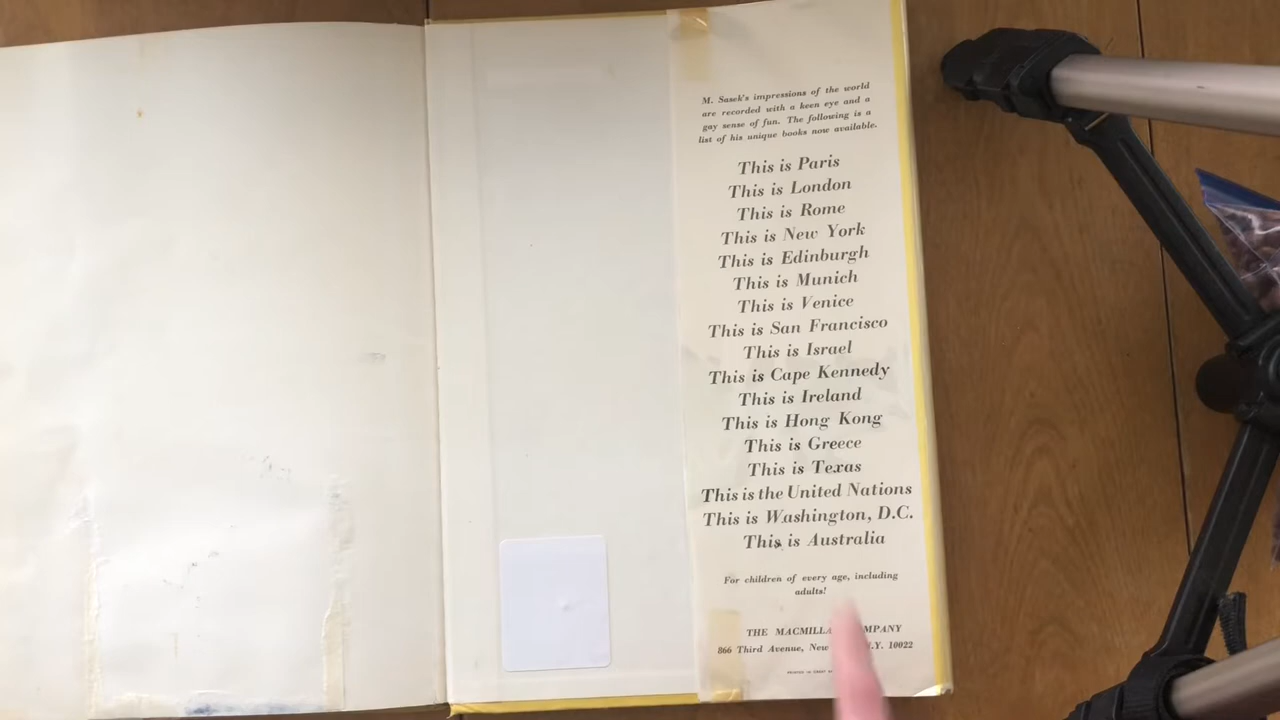 M. Sasek's impressions of the world
are recorded with a keen eye and a
gay sense of fun. The following is a
list of his unique books now available.
This is Paris
This is London
This is Rome
This is New York
This is Edinburgh
This is Munich
This is Venice
This is San Francisco
This is Israel
This is Cape Kennedy
This is Ireland
This is Hong Kong
This is Greece
This is Texas
This is the United Nations
This is Washington, D.C.
This is Australia
For children of every age, including
adults!
THE MACMILLA MPANY
866 Third Avenue, New N.Y. 10022
PRINTED IN GREAT